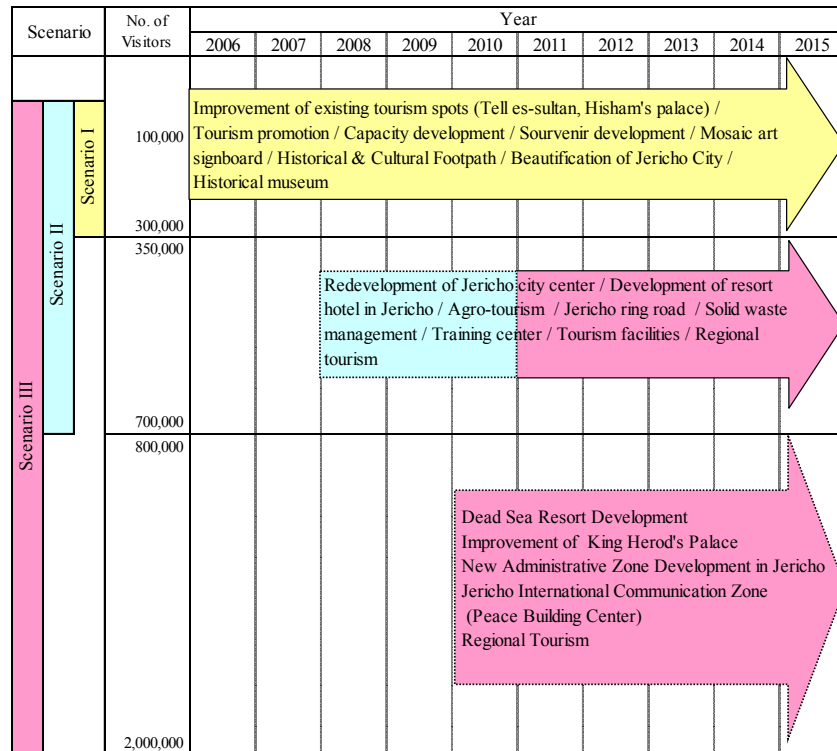 Scenario
No. of
Visitors
Year
2006 2007 2008 2009 2010 2011 2012 2013 2014 2015
Scenario I
Scenario II
Scenario III
100,000
300,000
Improvement of existing tourism spots (Tell es-sultan, Hisham's palace) /
Tourism promotion / Capacity development / Sourvenir development / Mosaic art
signboard / Historical & Cultural Footpath / Beautification of Jericho City /
Historical museum
350,000
700,000
Redevelopment of Jericho city center / Development of resort
hotel in Jericho / Agro-tourism / Jericho ring road / Solid waste
management / Training center / Tourism facilities / Regional
tourism
800,000
2,000,000
Dead Sea Resort Development
Improvement of King Herod's Palace
New Administrative Zone Development in Jericho
Jericho International Communication Zone
(Peace Building Center)
Regional Tourism